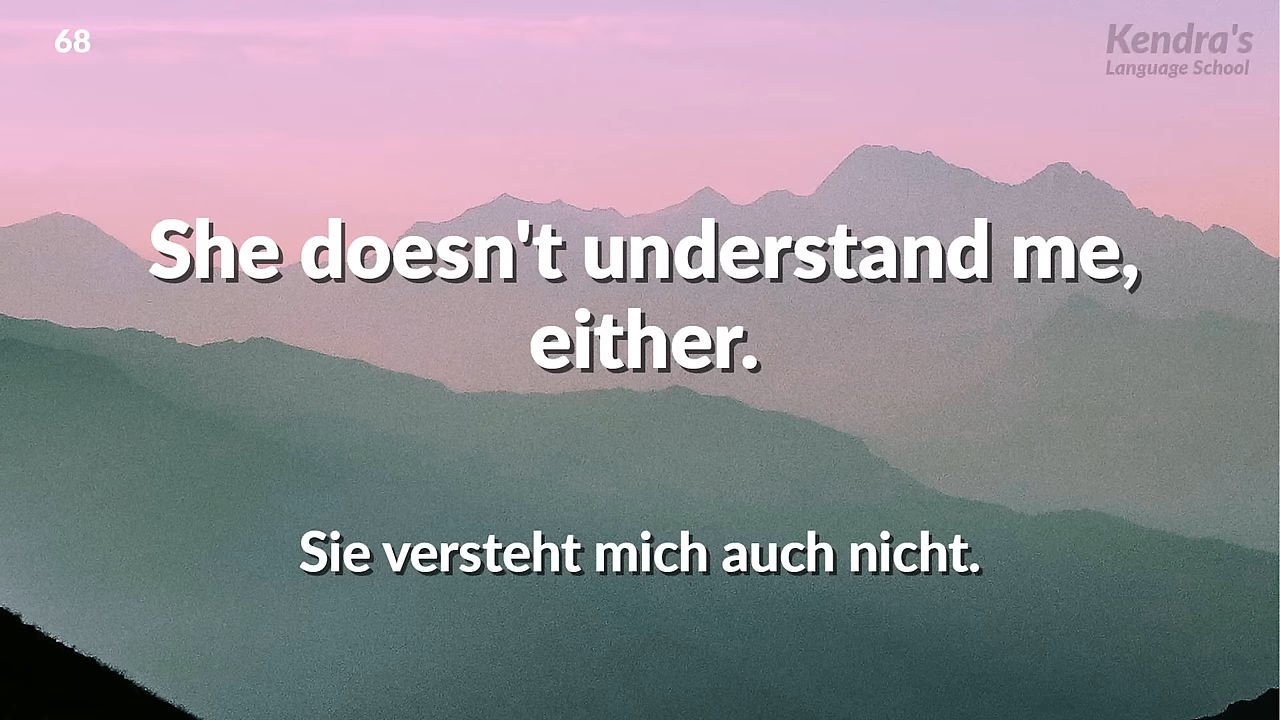 68
Kendra's
Language School
She doesn't understand me,
either.
Sie versteht mich auch nicht.